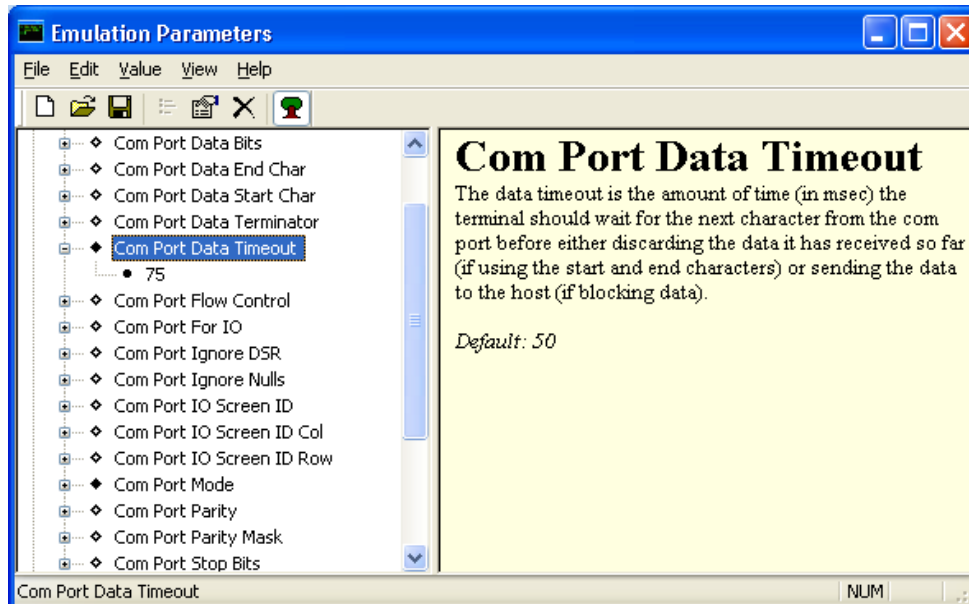 Emulation Parameters
File Edit Value View Help
Com Port Data Bits
Com Port Data End Char
Com Port Data Start Char
Com Port Data Terminator
Com Port Data Timeout
75
Com Port Flow Control
Com Port For IO
Com Port Ignore DSR
Com Port Ignore Nulls
Com Port IO Screen ID
Com Port IO Screen ID Col
Com Port IO Screen ID Row
Com Port Mode
Com Port Parity
Com Port Parity Mask
Com Port Stop Bits
Com Port Data Timeout
The data timeout is the amount of time (in msec) the
terminal should wait for the next character from the com
port before either discarding the data it has received so far
(if using the start and end characters) or sending the data
to the host (if blocking data).
Default: 50
Com Port Data Timeout NUM